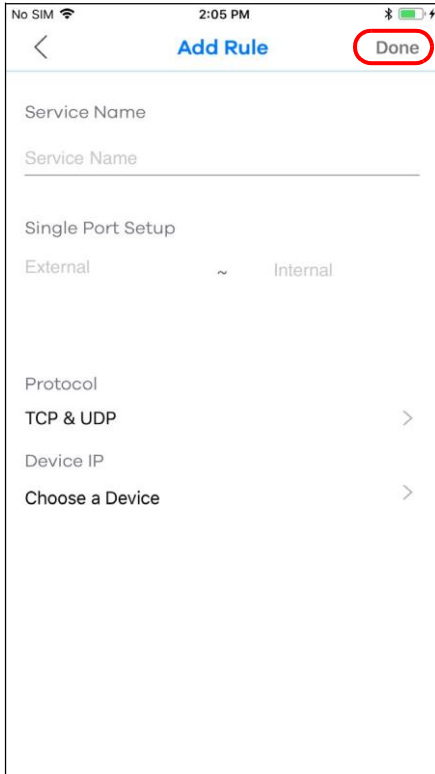 No SIM 2:05 PM
Add Rule Done
Service Name
Service Name
Single Port Setup
External ~ Internal
Protocol
TCP & UDP
Device IP
Choose a Device